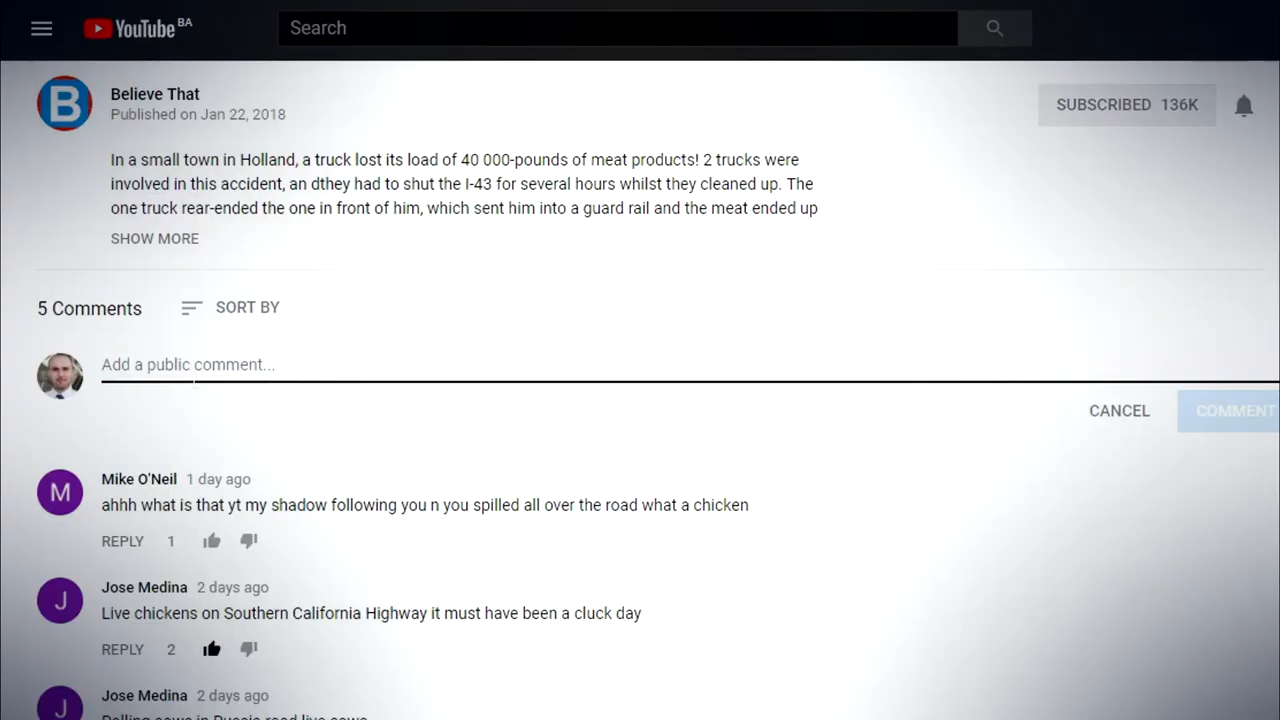 YouTube BA
Search
B
Believe That
Published on Jan 22, 2018
SUBSCRIBED 136K
In a small town in Holland, a truck lost its load of 40 000-pounds of meat products! 2 trucks were
involved in this accident, an dthey had to shut the I-43 for several hours whilst they cleaned up. The
one truck rear-ended the one in front of him, which sent him into a guard rail and the meat ended up
SHOW MORE
5 Comments
SORT BY
Add a public comment...
CANCEL
COMMENT
M
Mike O'Neil 1 day ago
ahhh what is that yt my shadow following you n you spilled all over the road what a chicken
REPLY 1
J
Jose Medina 2 days ago
Live chickens on Southern California Highway it must have been a cluck day
REPLY 2
J
Jose Medina 2 days ago